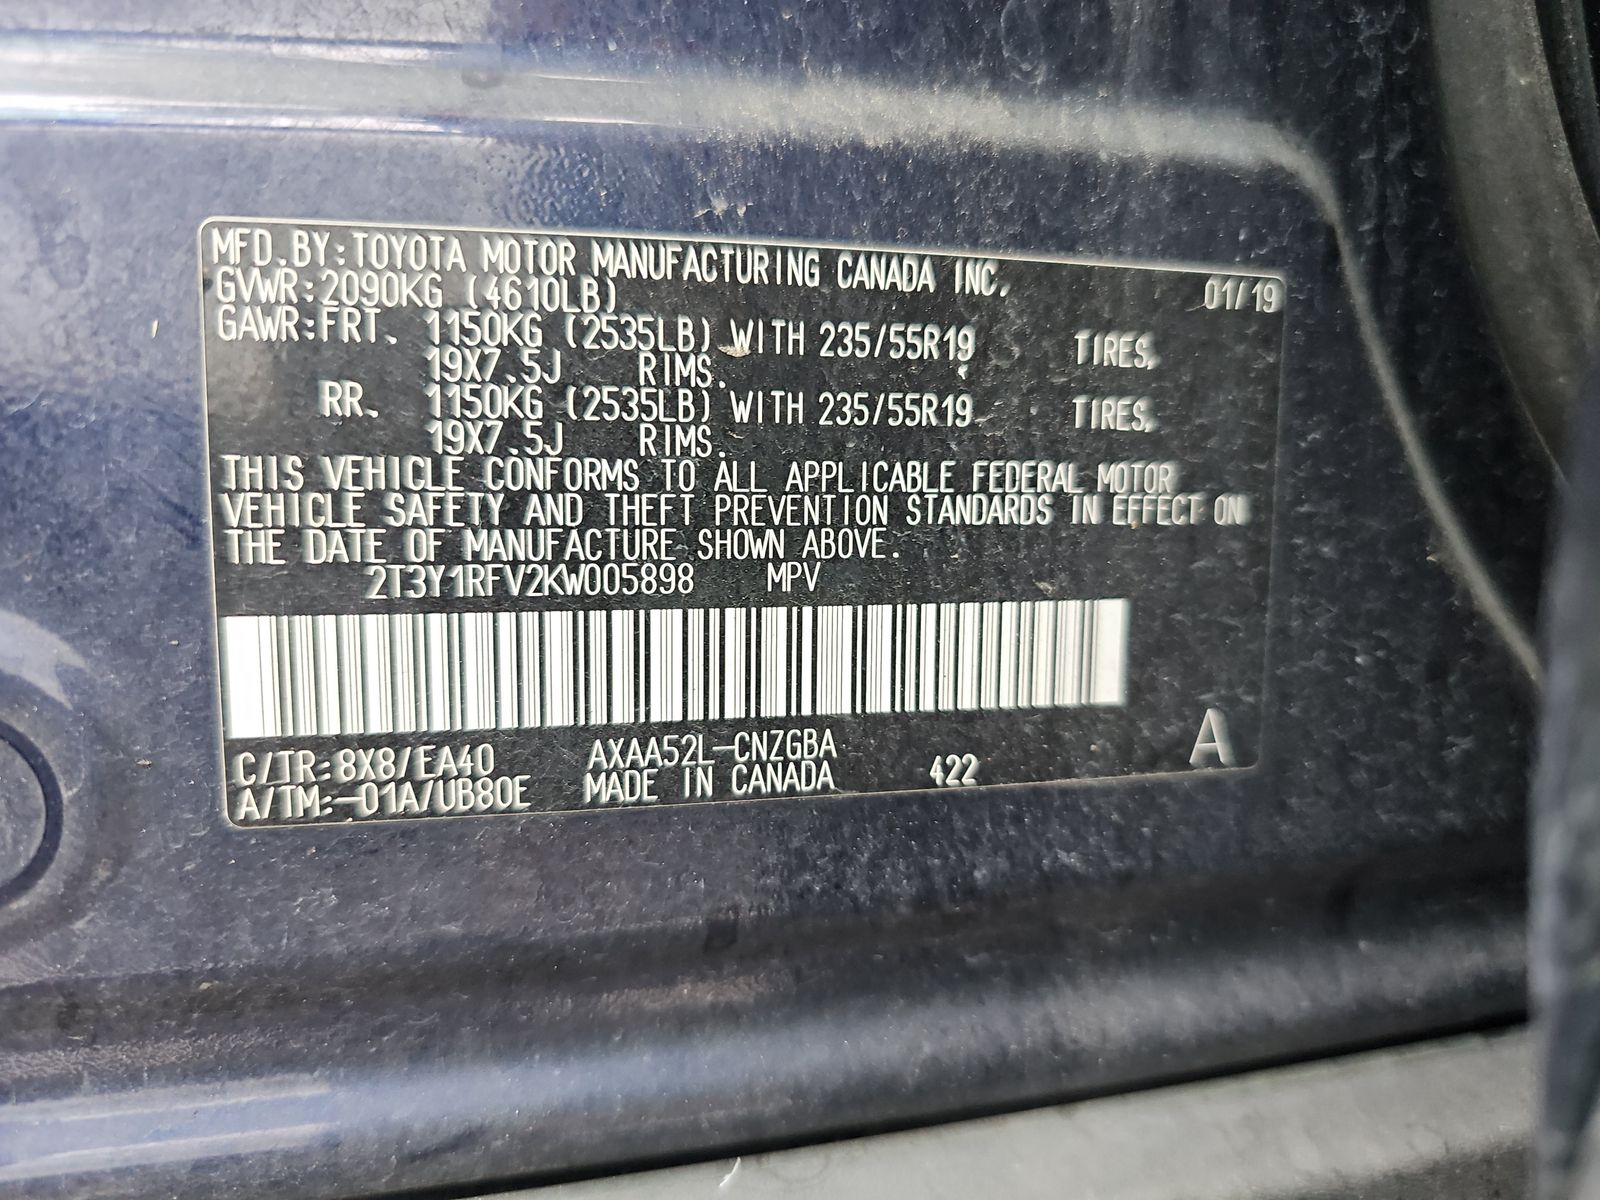 MFD.BY:TOYOTA MOTOR MANUFACTURING CANADA INC. 01/19
GVWR:2090KG (4610LB)
GAWR:FRT. 1150KG (2535LB) WITH 235/55R19 TIRES,
19X7.5J RIMS.
RR. 1150KG (2535LB) WITH 235/55R19 TIRES,
19X7.5J RIMS.
THIS VEHICLE CONFORMS TO ALL APPLICABLE FEDERAL MOTOR
VEHICLE SAFETY AND THEFT PREVENTION STANDARDS IN EFFECT ON
THE DATE OF MANUFACTURE SHOWN ABOVE.
2T3Y1RFV2KW005898 MPV
C/TR:8X8/EA40 AXAA52L-CNZGBA A
A/TM:-01A/UB80E MADE IN CANADA 422